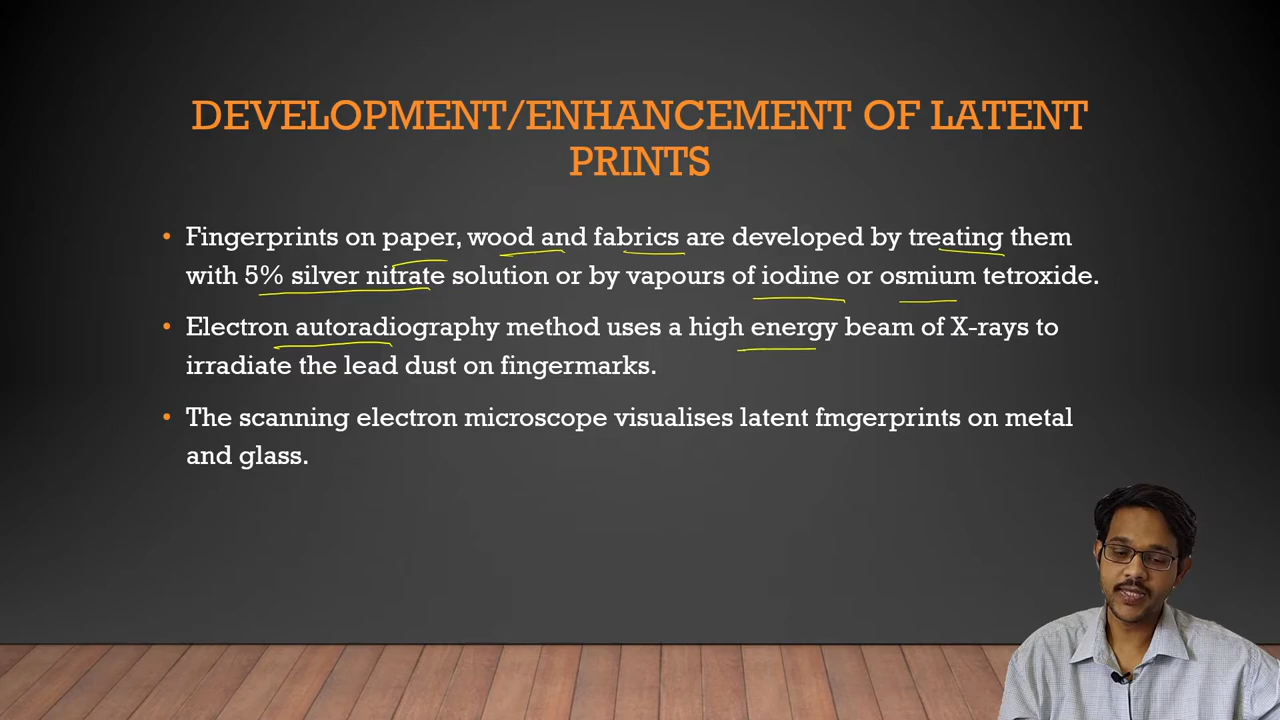 DEVELOPMENT/ENHANCEMENT OF LATENT
PRINTS
• Fingerprints on paper, wood and fabrics are developed by treating them
with 5% silver nitrate solution or by vapours of iodine or osmium tetroxide.
• Electron autoradiography method uses a high energy beam of X-rays to
irradiate the lead dust on fingermarks.
• The scanning electron microscope visualises latent fmgerprints on metal
and glass.